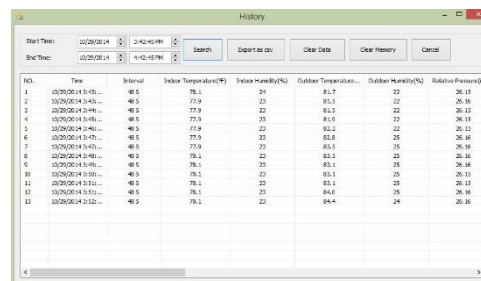 History
Start Time: 10/29/2014 3:42:45 PM
Search Export as csv Clear Data Clear Memory Cancel
End Time: 10/29/2014 4:42:45 PM
NO. Time Interval Indoor Temperature(°F) Indoor Humidity(%) Outdoor Temperature... Outdoor Humidity(%) Relative Pressure(i
1 10/29/2014 3:43:... 48 S 78.1 24 81.7 22 26.15
2 10/29/2014 3:43:... 48 S 77.9 23 81.5 22 26.16
3 10/29/2014 3:44:... 48 S 77.9 23 81.5 22 26.15
4 10/29/2014 3:45:... 48 S 77.9 23 81.9 22 26.15
5 10/29/2014 3:46:... 48 S 77.9 23 82.2 22 26.15
6 10/29/2014 3:47:... 48 S 77.9 23 82.8 25 26.16
7 10/29/2014 3:47:... 48 S 77.9 23 83.5 25 26.16
8 10/29/2014 3:48:... 48 S 78.1 23 83.5 25 26.16
9 10/29/2014 3:49:... 48 S 78.1 23 83.1 25 26.16
10 10/29/2014 3:50:... 48 S 78.1 23 83.1 25 26.15
11 10/29/2014 3:51:... 48 S 78.1 23 83.1 25 26.15
12 10/29/2014 3:51:... 48 S 78.1 23 84.0 25 26.16
13 10/29/2014 3:52:... 48 S 78.1 23 84.4 24 26.16